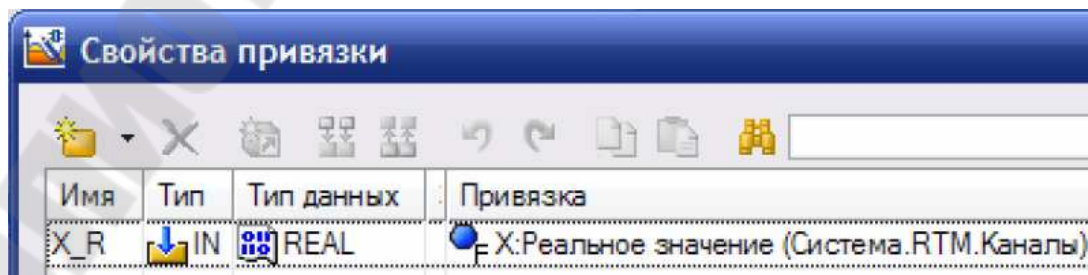 Свойства привязки
Имя Тип Тип данных Привязка
X_R IN REAL X:Реальное значение (Система.RTM.Каналы)